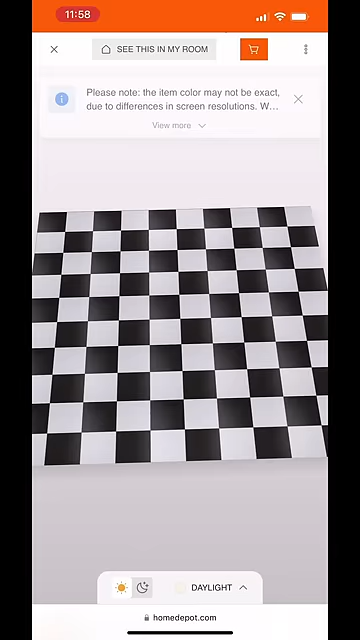 11:58
SEE THIS IN MY ROOM
Please note: the item color may not be exact,
due to differences in screen resolutions. W...
View more
DAYLIGHT
homedepot.com